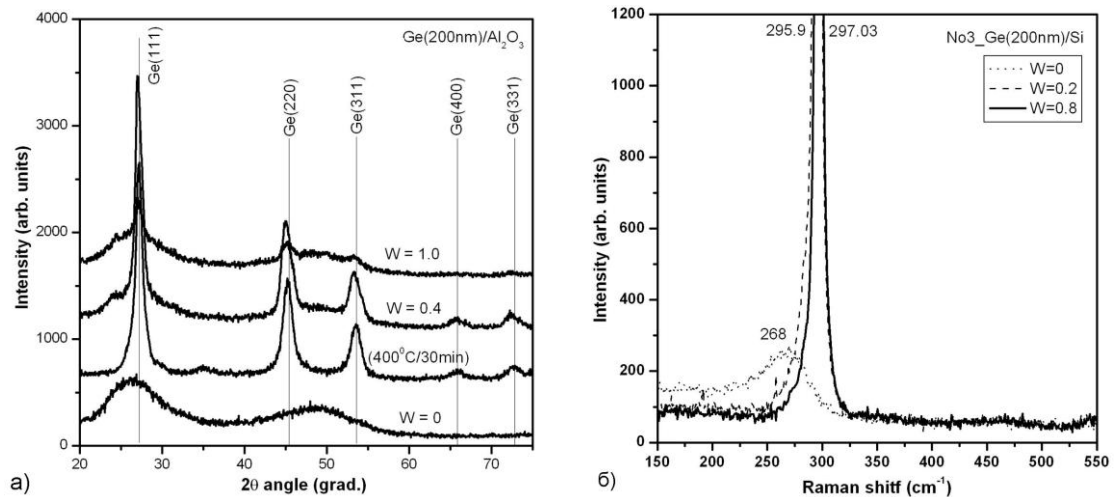 4000
3000
2000
1000
0
Intensity (arb. units)
Ge(200nm)/Al₂O₃
Ge(111)
Ge(220)
Ge(311)
Ge(400)
Ge(331)
W = 1.0
W = 0.4
(400⁰C/30min)
W = 0
20 30 40 50 60 70
2θ angle (grad.)
а)
1200
1000
800
600
400
200
0
Intensity (arb. units)
295.9
297.03
No3_Ge(200nm)/Si
W=0
W=0.2
W=0.8
268
150 200 250 300 350 400 450 500 550
Raman shitf (cm⁻¹)
б)